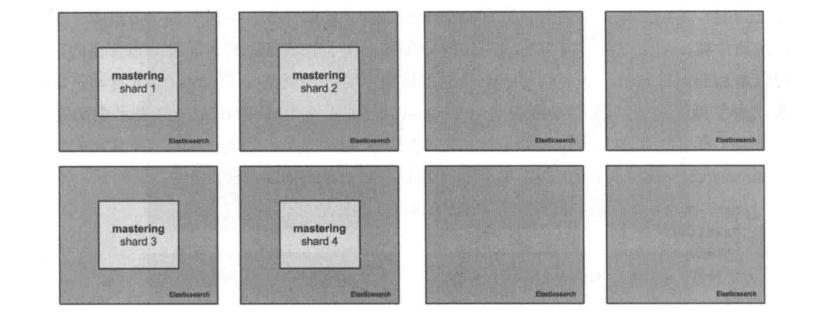 mastering
shard 1
Elasticsearch
mastering
shard 2
Elasticsearch
Elasticsearch
Elasticsearch
mastering
shard 3
Elasticsearch
mastering
shard 4
Elasticsearch
Elasticsearch
Elasticsearch